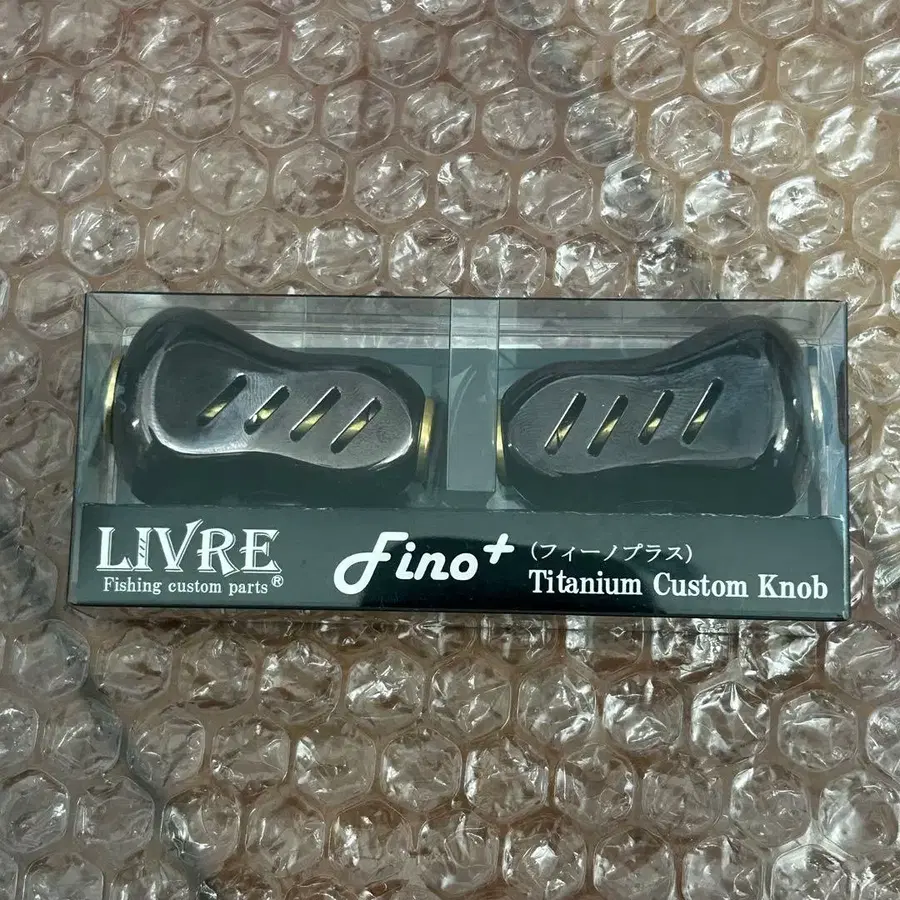 LIVRE
Fishing custom parts®
Fino+
(フィーノプラス)
Titanium Custom Knob